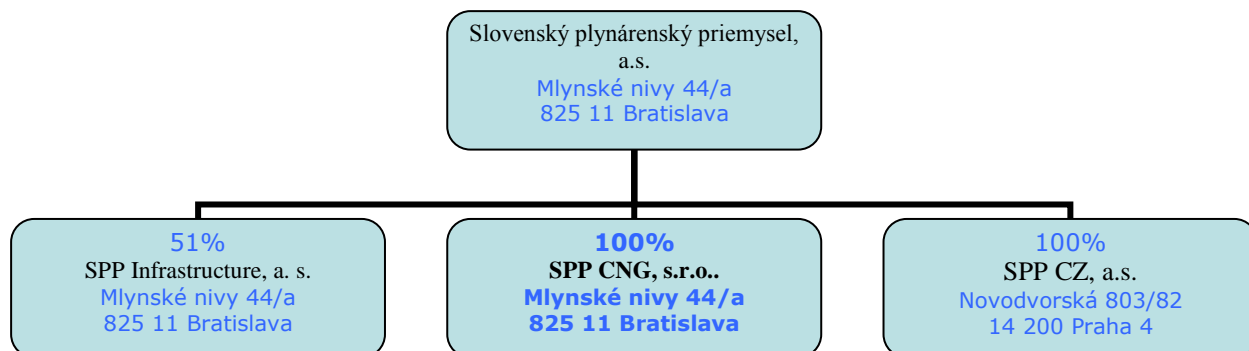 Slovenský plynárenský priemysel,
a.s.
Mlynské nivy 44/a
825 11 Bratislava
51%
SPP Infrastructure, a. s.
Mlynské nivy 44/a
825 11 Bratislava
100%
SPP CNG, s.r.o..
Mlynské nivy 44/a
825 11 Bratislava
100%
SPP CZ, a.s.
Novodvorská 803/82
14 200 Praha 4